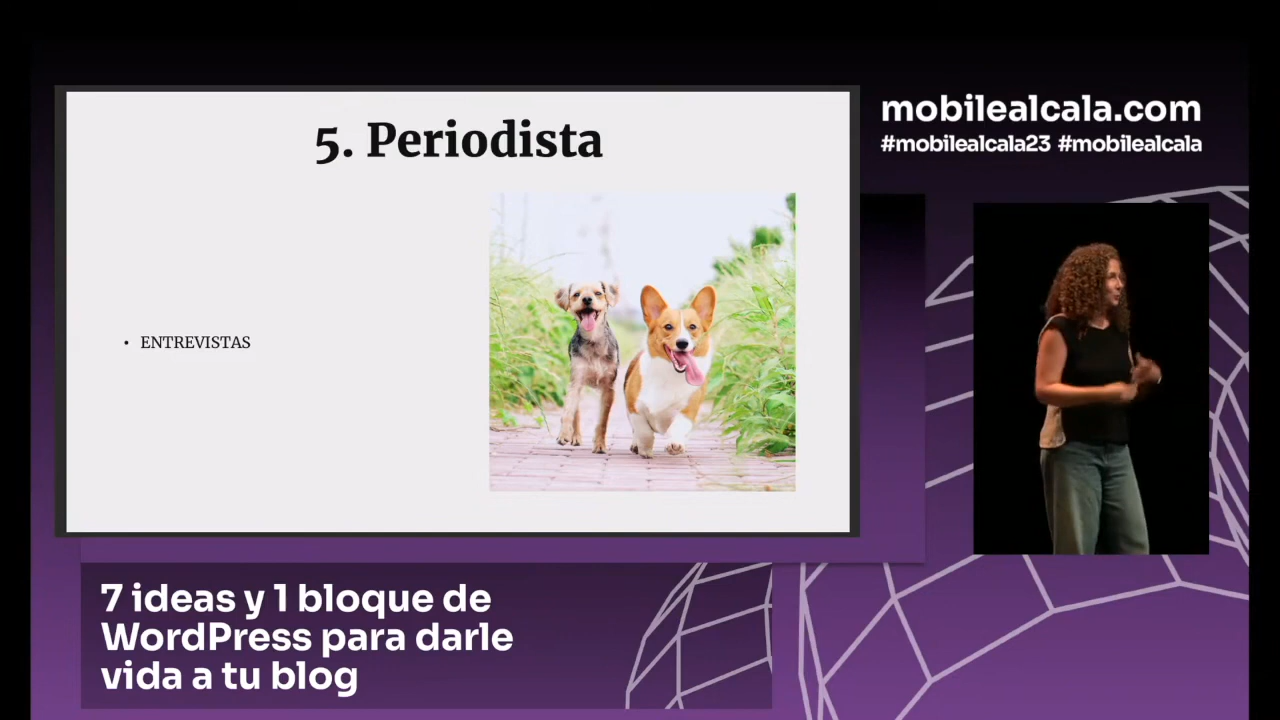 5. Periodista
• ENTREVISTAS
mobilealcala.com
#mobilealcala23 #mobilealcala
7 ideas y 1 bloque de
WordPress para darle
vida a tu blog